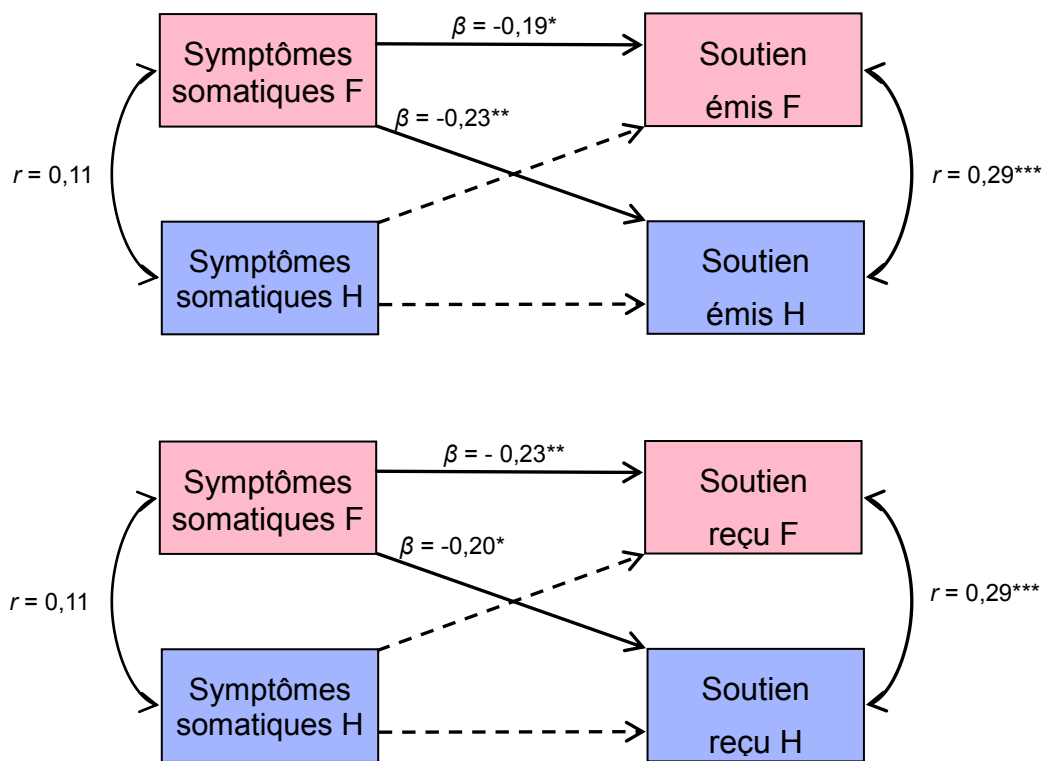 β = -0,19*
Symptômes
somatiques F
Soutien
émis F
β = -0,23**
r = 0,11
r = 0,29***
Symptômes
somatiques H
Soutien
émis H
β = - 0,23**
Symptômes
somatiques F
Soutien
reçu F
β = -0,20*
r = 0,11
r = 0,29***
Symptômes
somatiques H
Soutien
reçu H